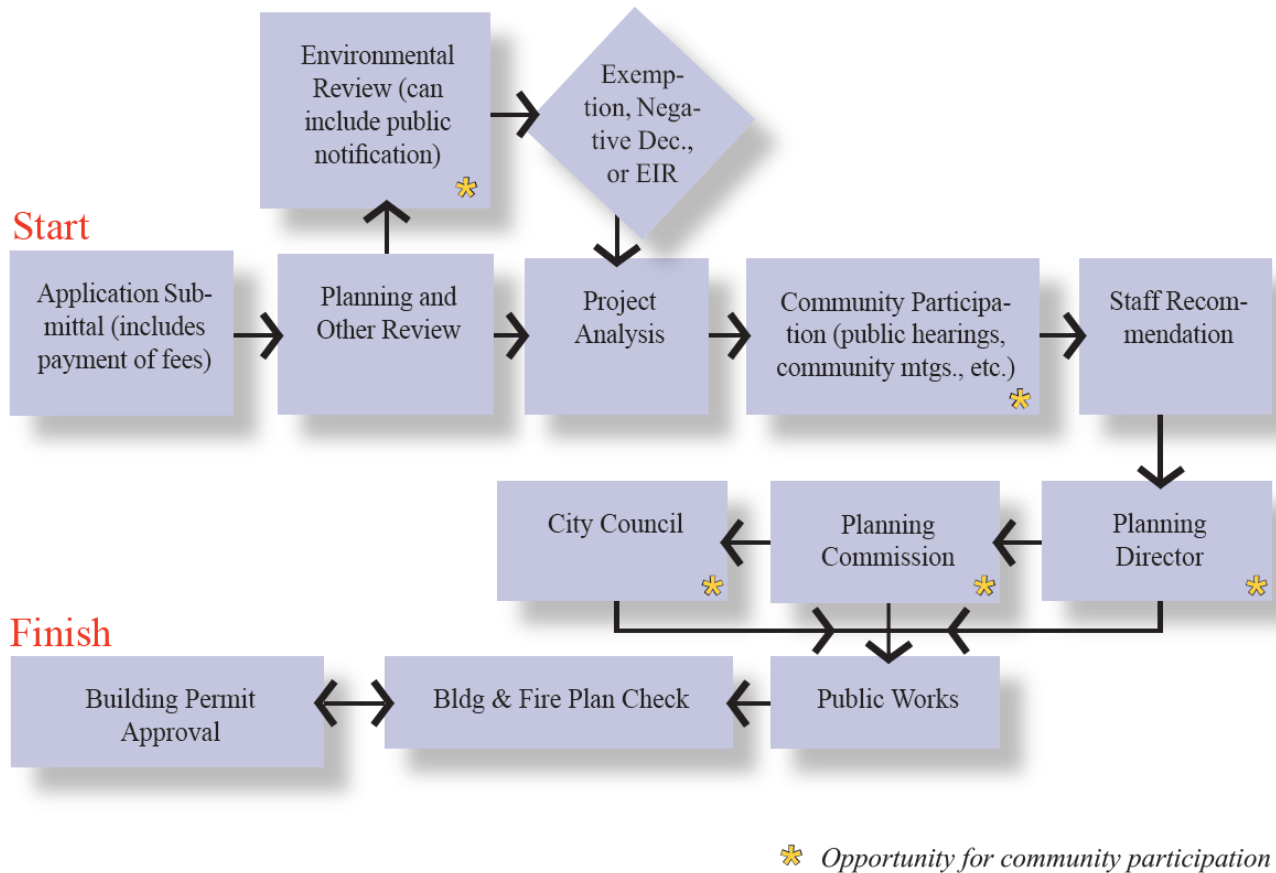 Environmental
Review (can
include public
notification)
Exemp-
tion, Nega-
tive Dec.,
or EIR
Start
Application Sub-
mittal (includes
payment of fees)
Planning and
Other Review
Project
Analysis
Community Participa-
tion (public hearings,
community mtgs., etc.)
Staff Recom-
mendation
City Council
Planning
Commission
Planning
Director
Finish
Building Permit
Approval
Bldg & Fire Plan Check
Public Works
Opportunity for community participation